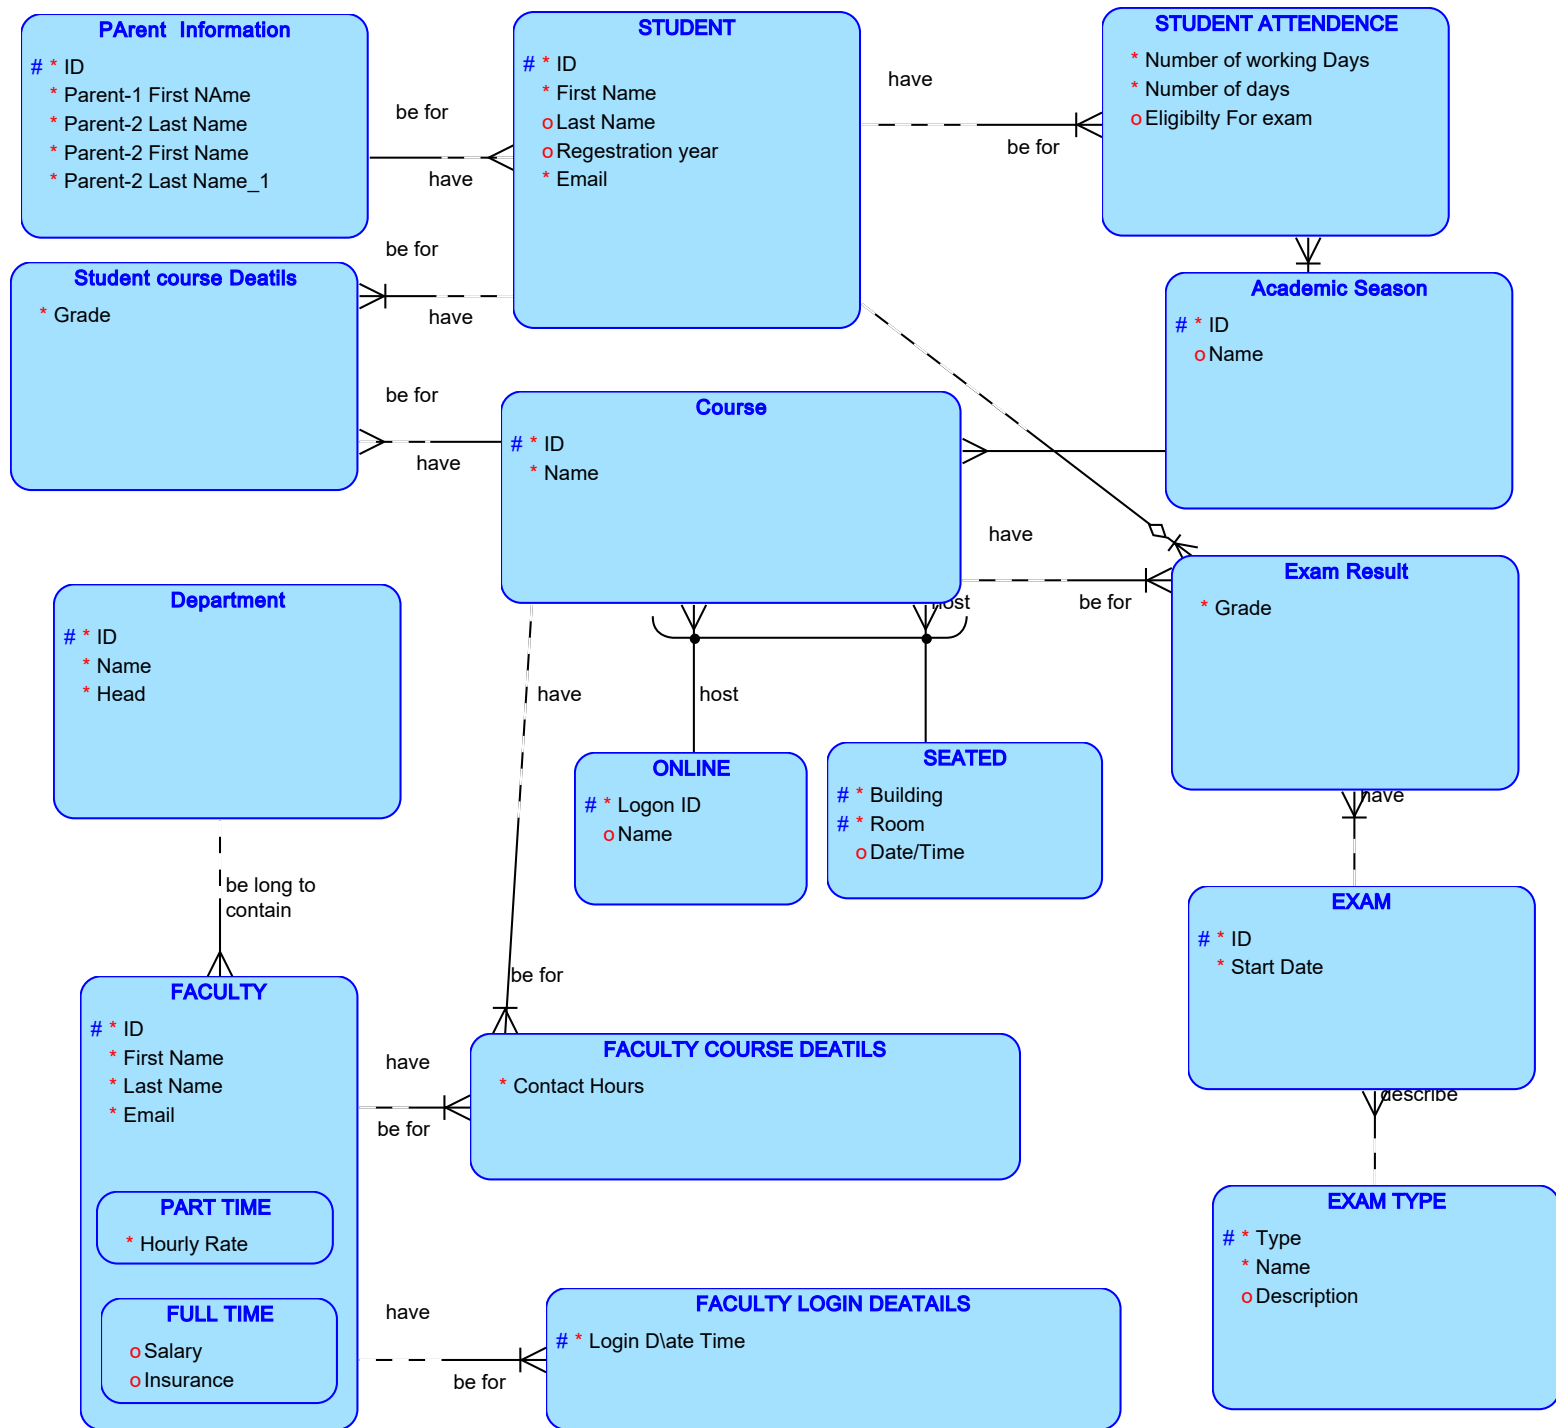 PArent  Information
# * ID
* Parent-1 First NAme
* Parent-2 Last Name
* Parent-2 First Name
* Parent-2 Last Name_1
be for
have
STUDENT
# * ID
* First Name
o Last Name
o Regestration year
* Email
have
be for
STUDENT ATTENDENCE
* Number of working Days
* Number of days
o Eligibilty For exam
be for
have
Student course Deatils
* Grade
be for
have
Academic Season
# * ID
o Name
Course
# * ID
* Name
have
be for
host
Exam Result
* Grade
Department
# * ID
* Name
* Head
have
host
ONLINE
# * Logon ID
o Name
SEATED
# * Building
# * Room
o Date/Time
have
be long to
contain
EXAM
# * ID
* Start Date
describe
be for
FACULTY
# * ID
* First Name
* Last Name
* Email
have
be for
FACULTY COURSE DEATILS
* Contact Hours
PART TIME
* Hourly Rate
FULL TIME
o Salary
o Insurance
have
be for
FACULTY LOGIN DEATAILS
# * Login D\ate Time
EXAM TYPE
# * Type
* Name
o Description